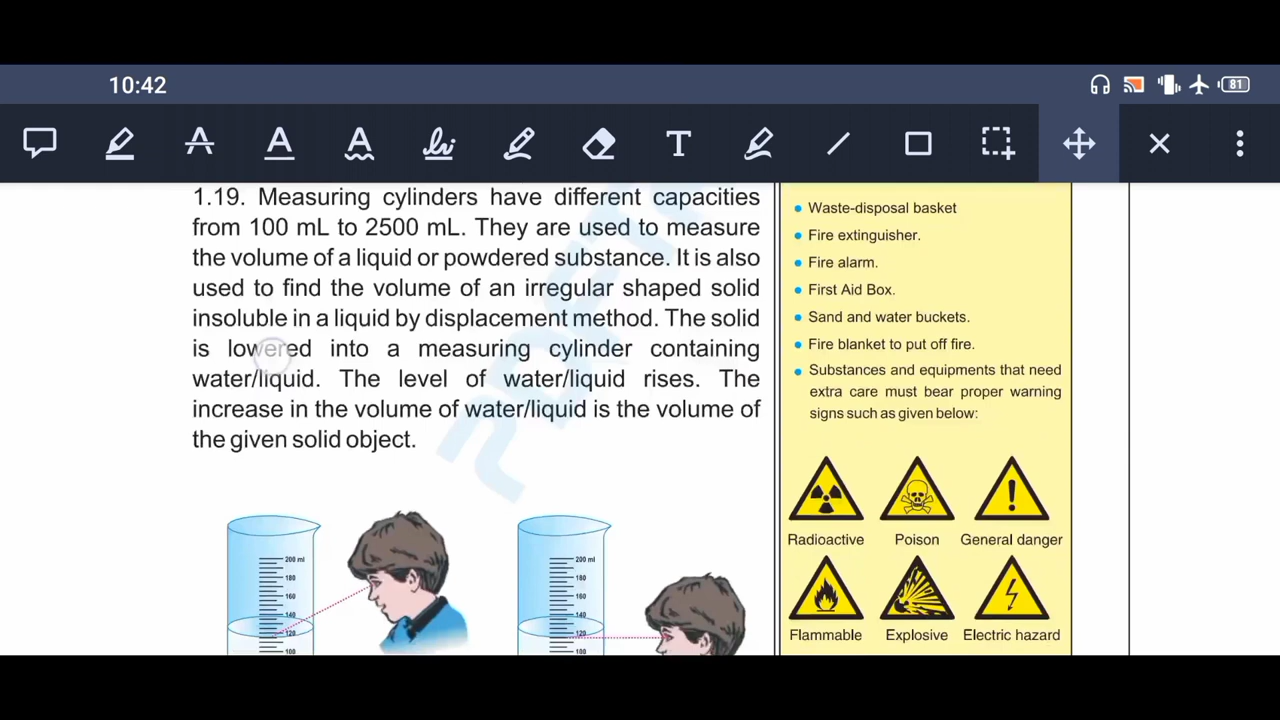 10:42
81
1.19. Measuring cylinders have different capacities
from 100 mL to 2500 mL. They are used to measure
the volume of a liquid or powdered substance. It is also
used to find the volume of an irregular shaped solid
insoluble in a liquid by displacement method. The solid
is lowered into a measuring cylinder containing
water/liquid. The level of water/liquid rises. The
increase in the volume of water/liquid is the volume of
the given solid object.
200 ml
180
160
140
120
100
200 ml
180
160
140
120
100
Waste-disposal basket
Fire extinguisher.
Fire alarm.
First Aid Box.
Sand and water buckets.
Fire blanket to put off fire.
Substances and equipments that need
extra care must bear proper warning
signs such as given below:
Radioactive
Poison
General danger
Flammable
Explosive
Electric hazard